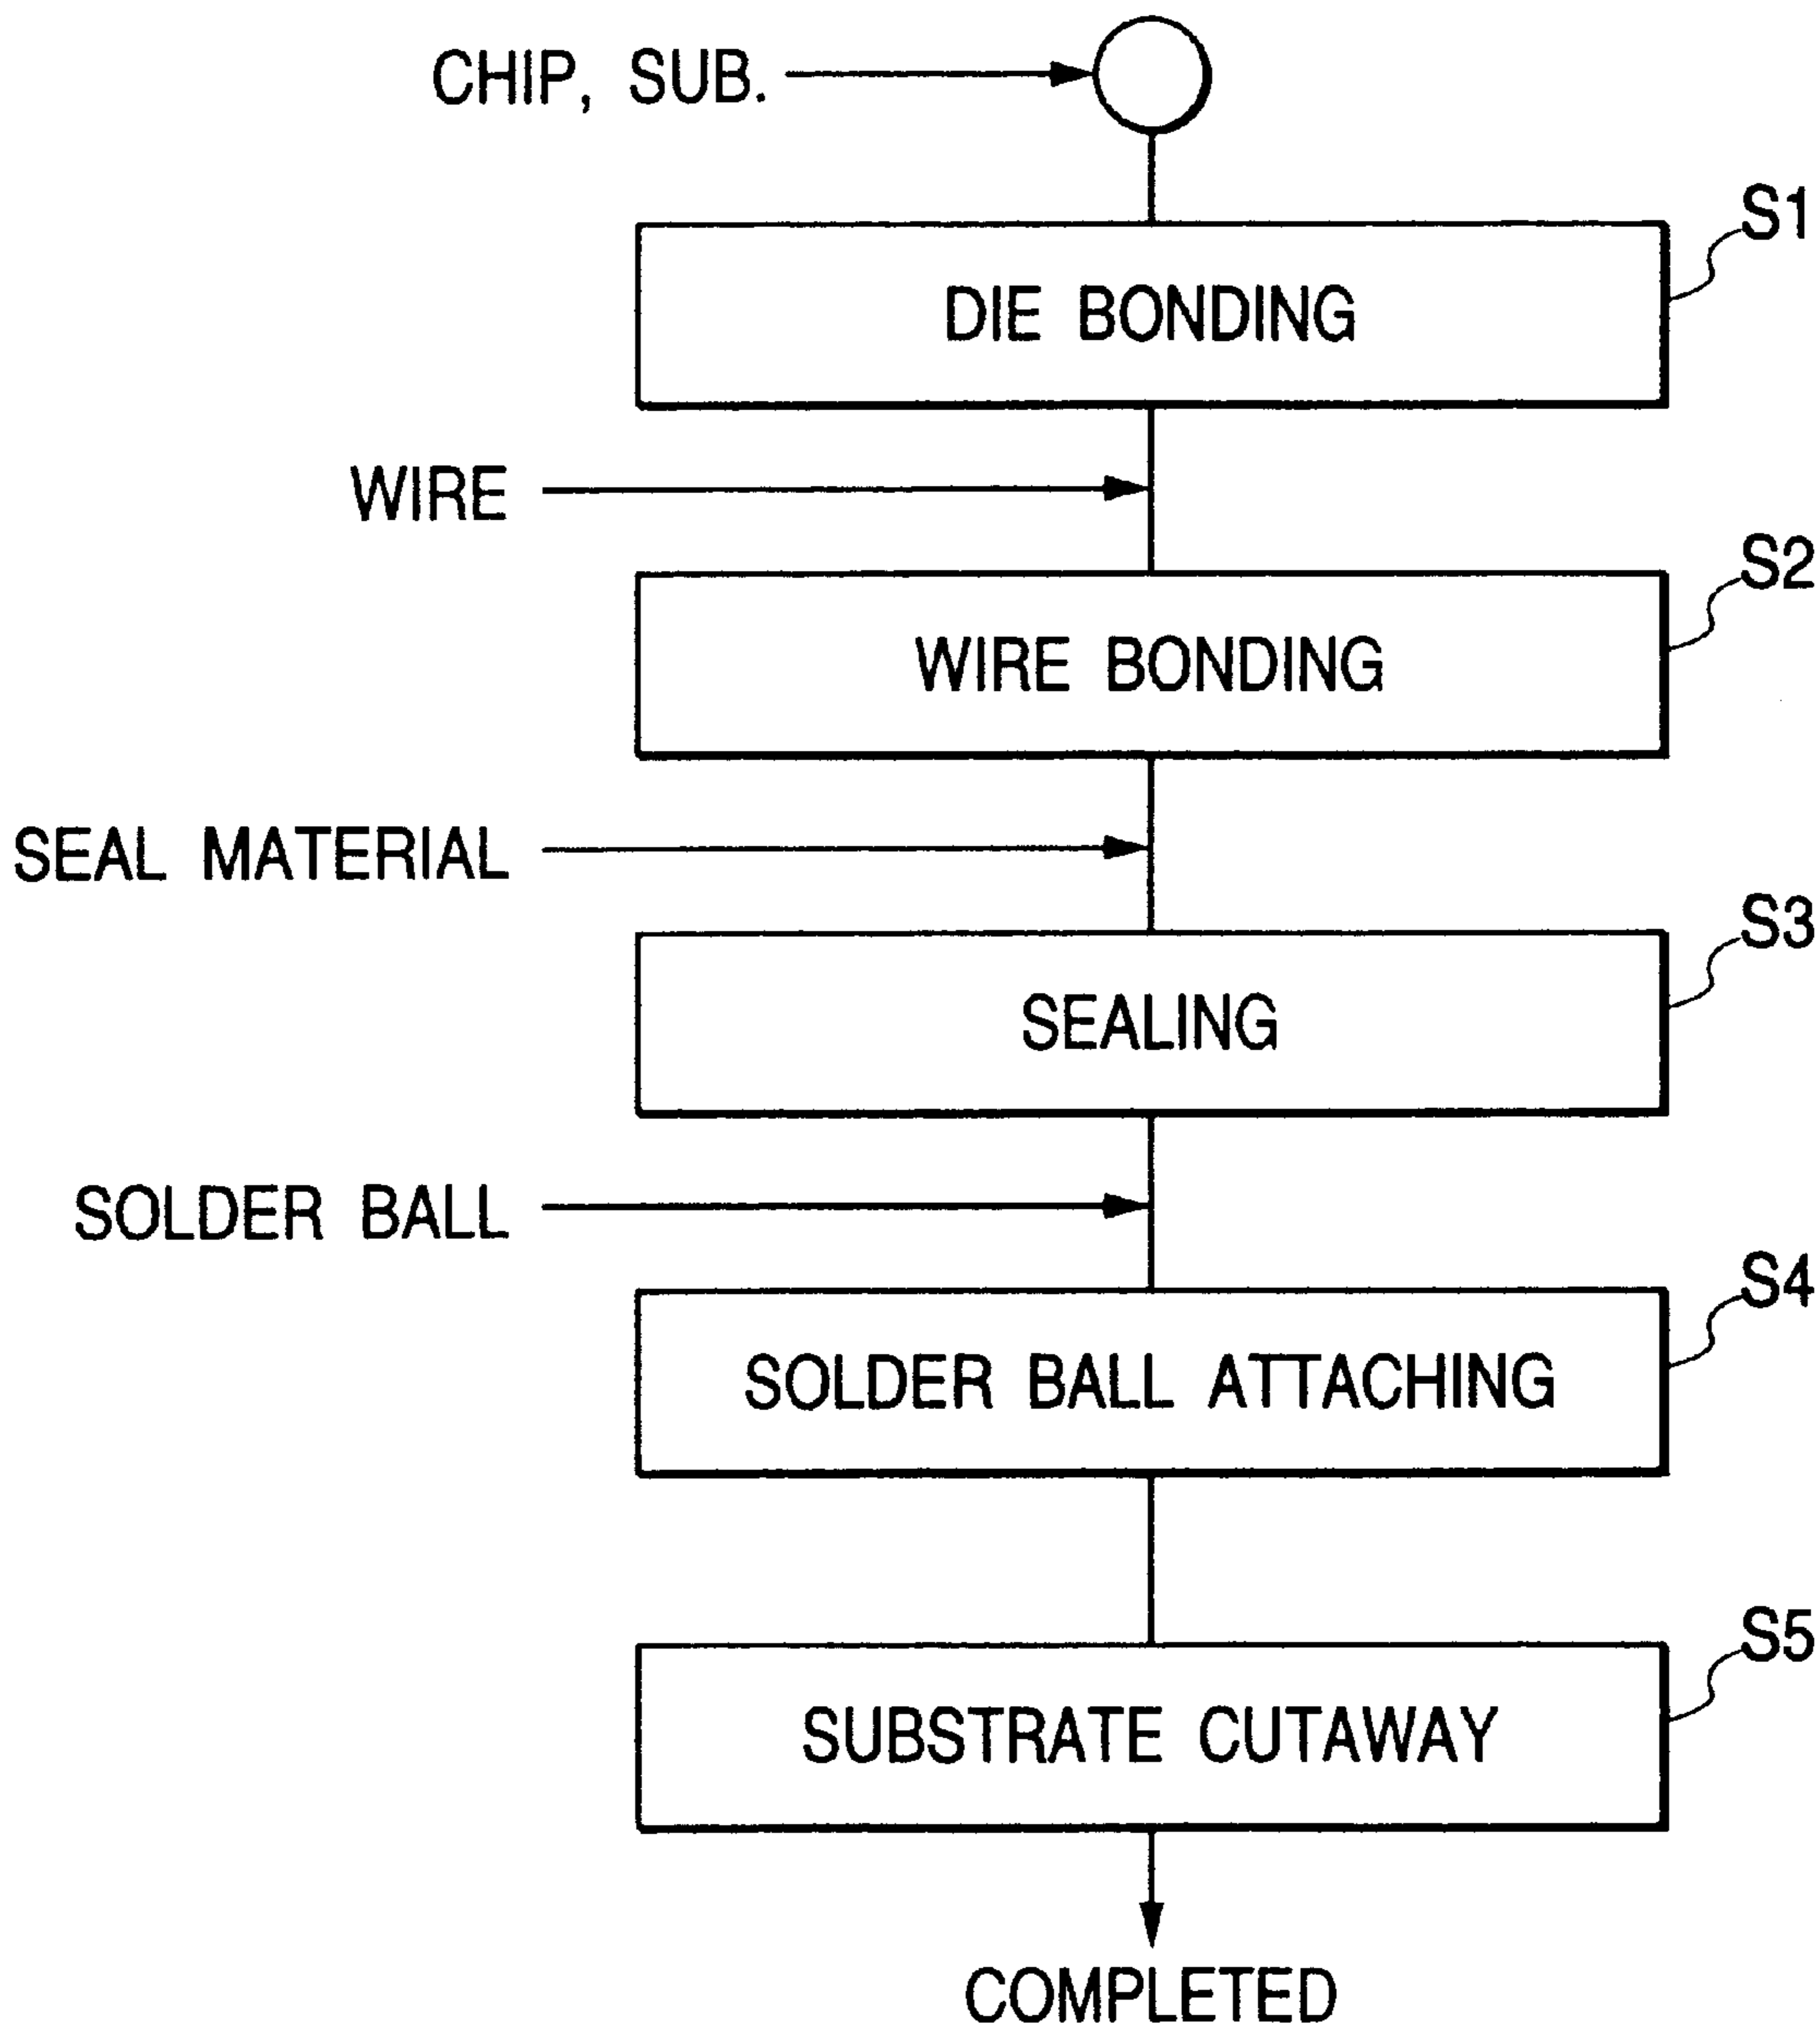 CHIP, SUB.
S1
DIE BONDING
WIRE
S2
WIRE BONDING
SEAL MATERIAL
S3
SEALING
SOLDER BALL
S4
SOLDER BALL ATTACHING
S5
SUBSTRATE CUTAWAY
COMPLETED